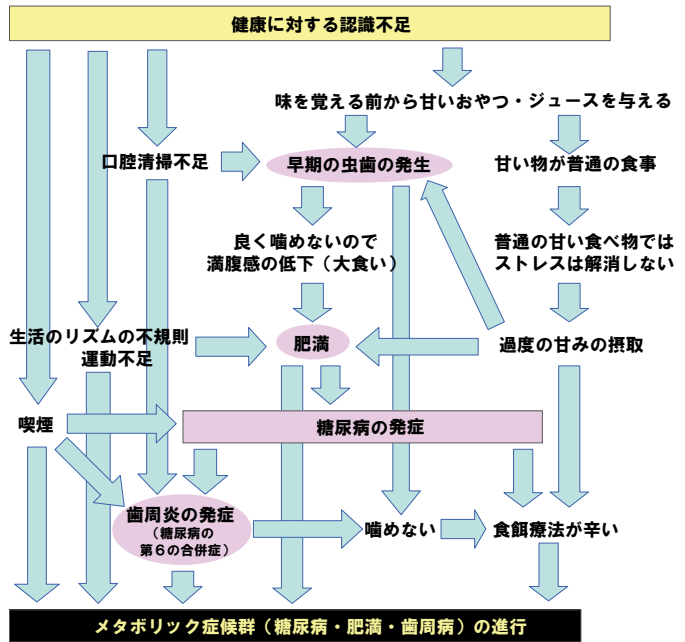 健康に対する認識不足
味を覚える前から甘いおやつ・ジュースを与える
口腔清掃不足
早期の虫歯の発生
甘い物が普通の食事
良く噛めないので
満腹感の低下（大食い）
普通の甘い食べ物では
ストレスは解消しない
生活のリズムの不規則
運動不足
肥満
過度の甘みの摂取
喫煙
糖尿病の発症
歯周炎の発症
（糖尿病の
第６の合併症）
噛めない
食餌療法が辛い
メタボリック症候群（糖尿病・肥満・歯周病）の進行